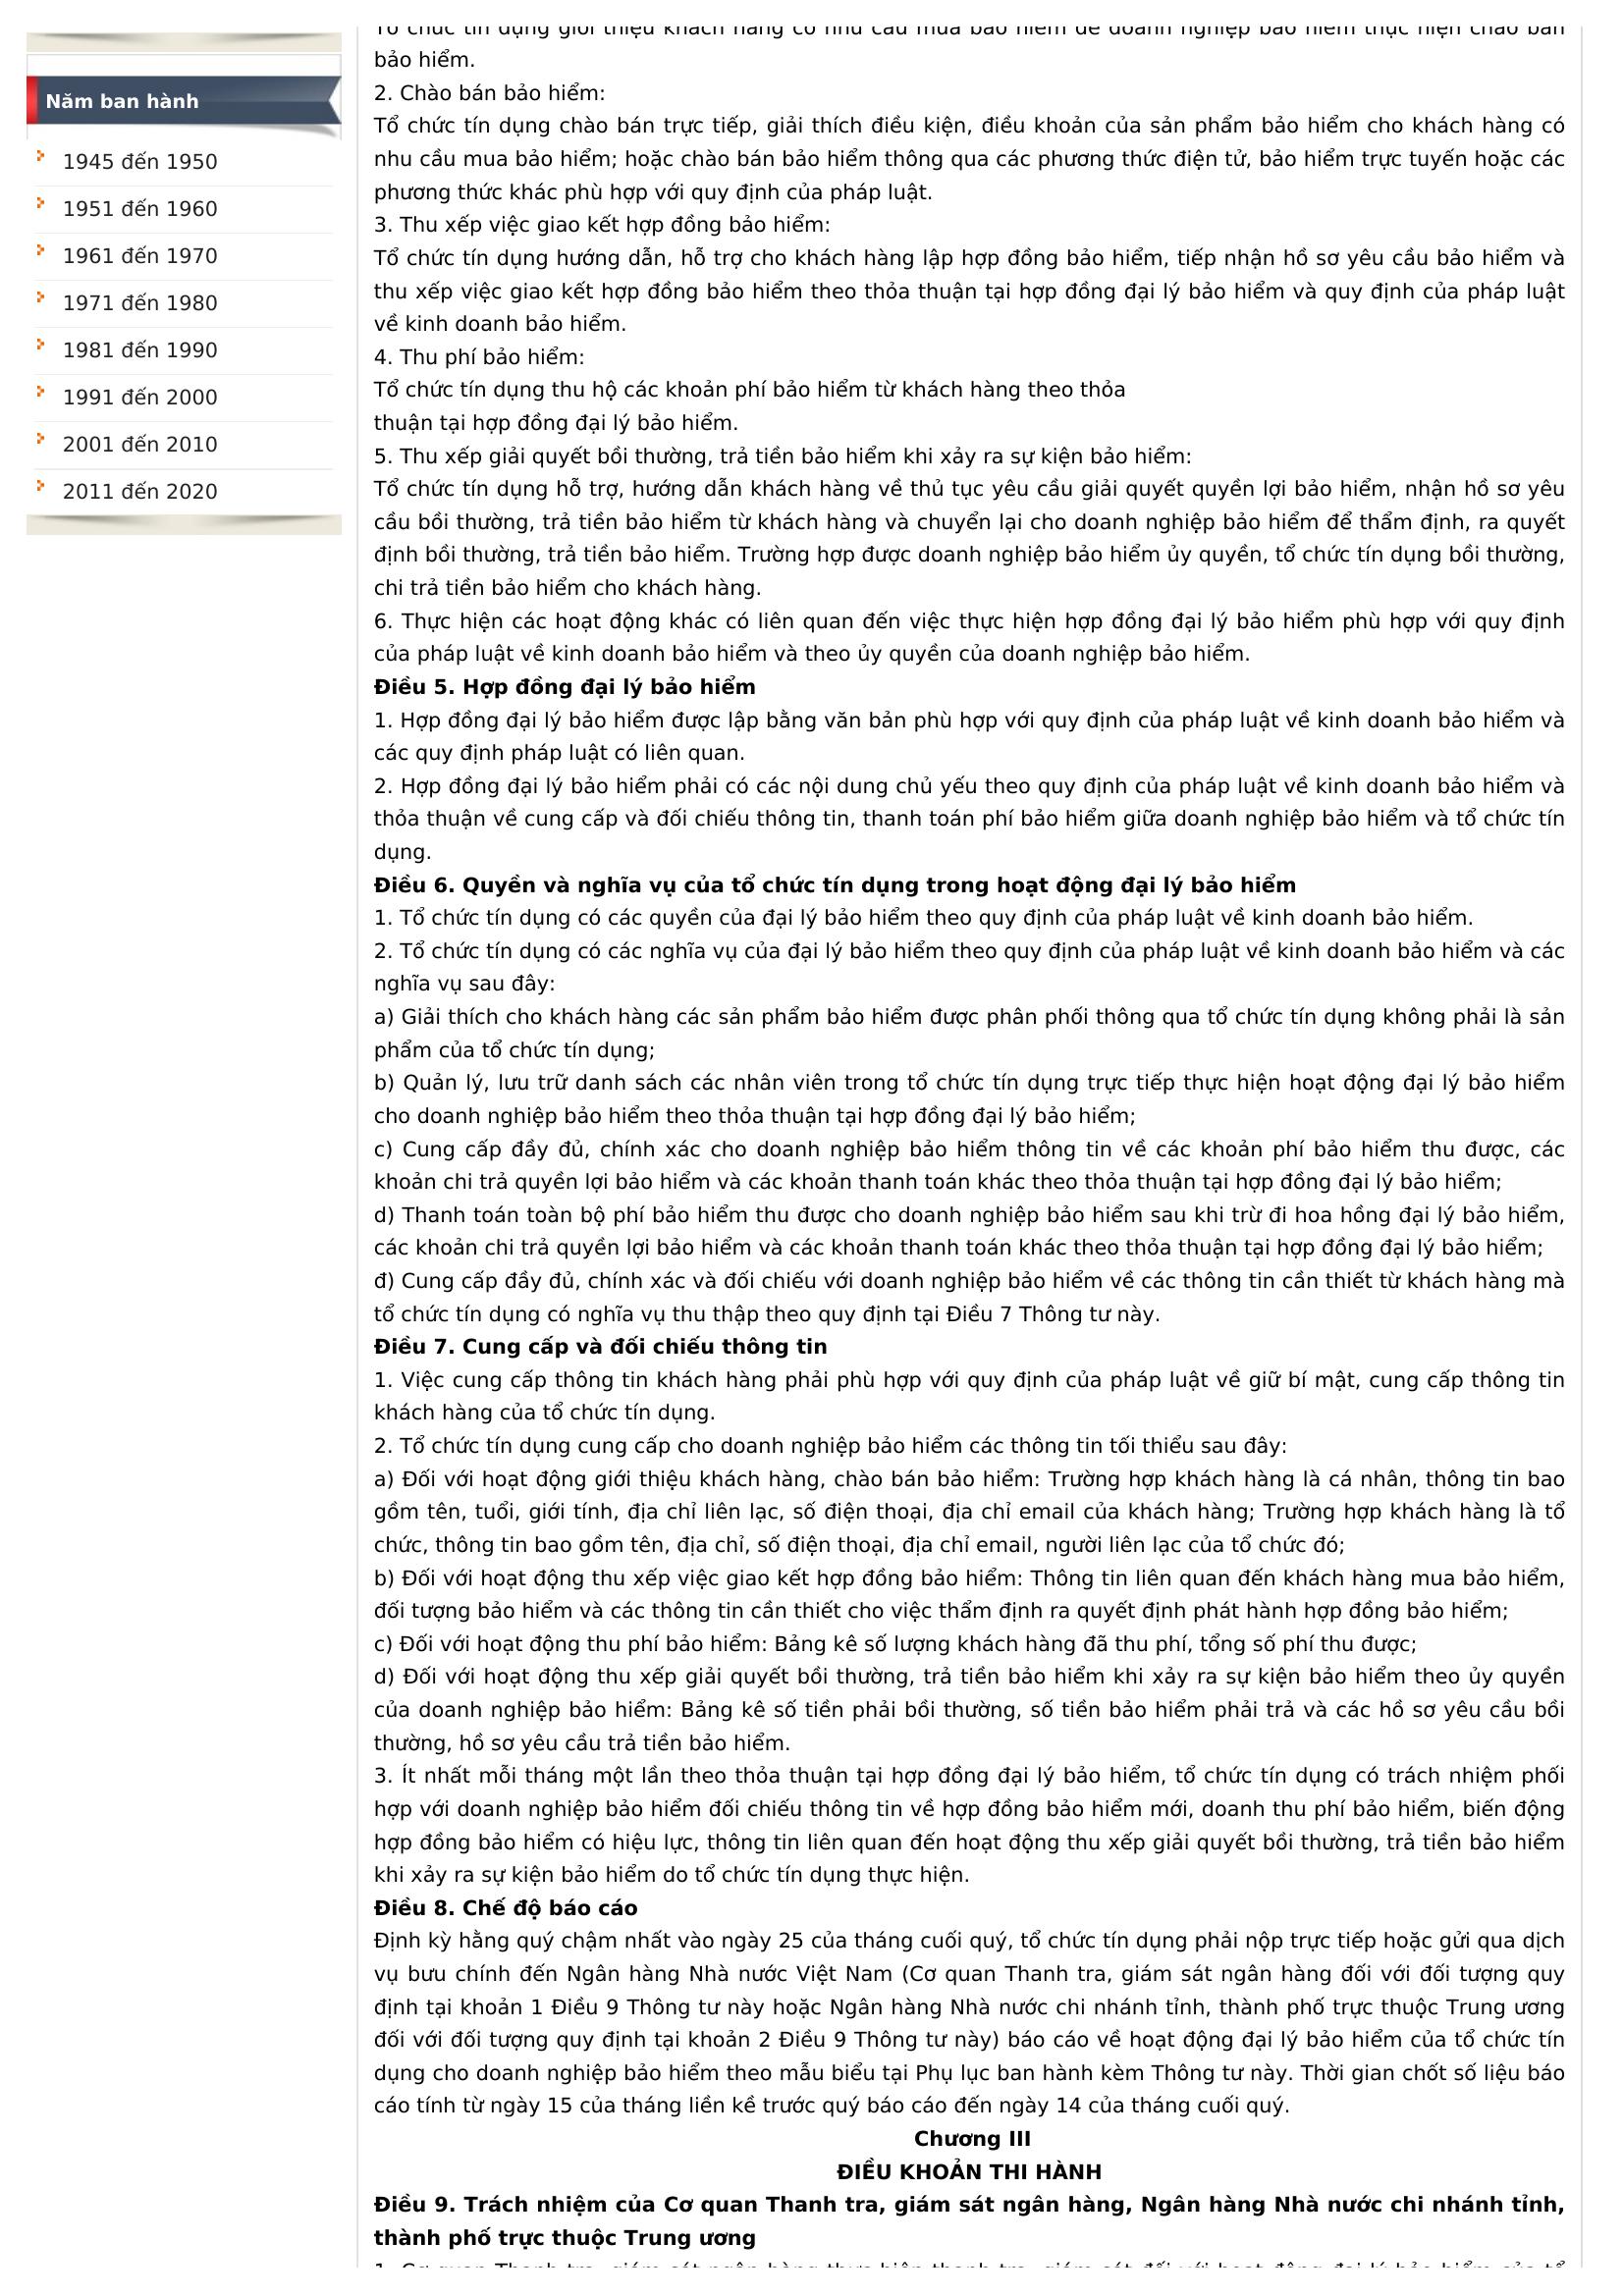 Năm ban hành
1945 đến 1950
1951 đến 1960
1961 đến 1970
1971 đến 1980
1981 đến 1990
1991 đến 2000
2001 đến 2010
2011 đến 2020
Tổ chức tín dụng giới thiệu khách hàng có nhu cầu mua bảo hiểm để doanh nghiệp bảo hiểm thực hiện chào bán
bảo hiểm.
2. Chào bán bảo hiểm:
Tổ chức tín dụng chào bán trực tiếp, giải thích điều kiện, điều khoản của sản phẩm bảo hiểm cho khách hàng có
nhu cầu mua bảo hiểm; hoặc chào bán bảo hiểm thông qua các phương thức điện tử, bảo hiểm trực tuyến hoặc các
phương thức khác phù hợp với quy định của pháp luật.
3. Thu xếp việc giao kết hợp đồng bảo hiểm:
Tổ chức tín dụng hướng dẫn, hỗ trợ cho khách hàng lập hợp đồng bảo hiểm, tiếp nhận hồ sơ yêu cầu bảo hiểm và
thu xếp việc giao kết hợp đồng bảo hiểm theo thỏa thuận tại hợp đồng đại lý bảo hiểm và quy định của pháp luật
về kinh doanh bảo hiểm.
4. Thu phí bảo hiểm:
Tổ chức tín dụng thu hộ các khoản phí bảo hiểm từ khách hàng theo thỏa
thuận tại hợp đồng đại lý bảo hiểm.
5. Thu xếp giải quyết bồi thường, trả tiền bảo hiểm khi xảy ra sự kiện bảo hiểm:
Tổ chức tín dụng hỗ trợ, hướng dẫn khách hàng về thủ tục yêu cầu giải quyết quyền lợi bảo hiểm, nhận hồ sơ yêu
cầu bồi thường, trả tiền bảo hiểm từ khách hàng và chuyển lại cho doanh nghiệp bảo hiểm để thẩm định, ra quyết
định bồi thường, trả tiền bảo hiểm. Trường hợp được doanh nghiệp bảo hiểm ủy quyền, tổ chức tín dụng bồi thường,
chi trả tiền bảo hiểm cho khách hàng.
6. Thực hiện các hoạt động khác có liên quan đến việc thực hiện hợp đồng đại lý bảo hiểm phù hợp với quy định
của pháp luật về kinh doanh bảo hiểm và theo ủy quyền của doanh nghiệp bảo hiểm.
Điều 5. Hợp đồng đại lý bảo hiểm
1. Hợp đồng đại lý bảo hiểm được lập bằng văn bản phù hợp với quy định của pháp luật về kinh doanh bảo hiểm và
các quy định pháp luật có liên quan.
2. Hợp đồng đại lý bảo hiểm phải có các nội dung chủ yếu theo quy định của pháp luật về kinh doanh bảo hiểm và
thỏa thuận về cung cấp và đối chiếu thông tin, thanh toán phí bảo hiểm giữa doanh nghiệp bảo hiểm và tổ chức tín
dụng.
Điều 6. Quyền và nghĩa vụ của tổ chức tín dụng trong hoạt động đại lý bảo hiểm
1. Tổ chức tín dụng có các quyền của đại lý bảo hiểm theo quy định của pháp luật về kinh doanh bảo hiểm.
2. Tổ chức tín dụng có các nghĩa vụ của đại lý bảo hiểm theo quy định của pháp luật về kinh doanh bảo hiểm và các
nghĩa vụ sau đây:
a) Giải thích cho khách hàng các sản phẩm bảo hiểm được phân phối thông qua tổ chức tín dụng không phải là sản
phẩm của tổ chức tín dụng;
b) Quản lý, lưu trữ danh sách các nhân viên trong tổ chức tín dụng trực tiếp thực hiện hoạt động đại lý bảo hiểm
cho doanh nghiệp bảo hiểm theo thỏa thuận tại hợp đồng đại lý bảo hiểm;
c) Cung cấp đầy đủ, chính xác cho doanh nghiệp bảo hiểm thông tin về các khoản phí bảo hiểm thu được, các
khoản chi trả quyền lợi bảo hiểm và các khoản thanh toán khác theo thỏa thuận tại hợp đồng đại lý bảo hiểm;
d) Thanh toán toàn bộ phí bảo hiểm thu được cho doanh nghiệp bảo hiểm sau khi trừ đi hoa hồng đại lý bảo hiểm,
các khoản chi trả quyền lợi bảo hiểm và các khoản thanh toán khác theo thỏa thuận tại hợp đồng đại lý bảo hiểm;
đ) Cung cấp đầy đủ, chính xác và đối chiếu với doanh nghiệp bảo hiểm về các thông tin cần thiết từ khách hàng mà
tổ chức tín dụng có nghĩa vụ thu thập theo quy định tại Điều 7 Thông tư này.
Điều 7. Cung cấp và đối chiếu thông tin
1. Việc cung cấp thông tin khách hàng phải phù hợp với quy định của pháp luật về giữ bí mật, cung cấp thông tin
khách hàng của tổ chức tín dụng.
2. Tổ chức tín dụng cung cấp cho doanh nghiệp bảo hiểm các thông tin tối thiểu sau đây:
a) Đối với hoạt động giới thiệu khách hàng, chào bán bảo hiểm: Trường hợp khách hàng là cá nhân, thông tin bao
gồm tên, tuổi, giới tính, địa chỉ liên lạc, số điện thoại, địa chỉ email của khách hàng; Trường hợp khách hàng là tổ
chức, thông tin bao gồm tên, địa chỉ, số điện thoại, địa chỉ email, người liên lạc của tổ chức đó;
b) Đối với hoạt động thu xếp việc giao kết hợp đồng bảo hiểm: Thông tin liên quan đến khách hàng mua bảo hiểm,
đối tượng bảo hiểm và các thông tin cần thiết cho việc thẩm định ra quyết định phát hành hợp đồng bảo hiểm;
c) Đối với hoạt động thu phí bảo hiểm: Bảng kê số lượng khách hàng đã thu phí, tổng số phí thu được;
d) Đối với hoạt động thu xếp giải quyết bồi thường, trả tiền bảo hiểm khi xảy ra sự kiện bảo hiểm theo ủy quyền
của doanh nghiệp bảo hiểm: Bảng kê số tiền phải bồi thường, số tiền bảo hiểm phải trả và các hồ sơ yêu cầu bồi
thường, hồ sơ yêu cầu trả tiền bảo hiểm.
3. Ít nhất mỗi tháng một lần theo thỏa thuận tại hợp đồng đại lý bảo hiểm, tổ chức tín dụng có trách nhiệm phối
hợp với doanh nghiệp bảo hiểm đối chiếu thông tin về hợp đồng bảo hiểm mới, doanh thu phí bảo hiểm, biến động
hợp đồng bảo hiểm có hiệu lực, thông tin liên quan đến hoạt động thu xếp giải quyết bồi thường, trả tiền bảo hiểm
khi xảy ra sự kiện bảo hiểm do tổ chức tín dụng thực hiện.
Điều 8. Chế độ báo cáo
Định kỳ hằng quý chậm nhất vào ngày 25 của tháng cuối quý, tổ chức tín dụng phải nộp trực tiếp hoặc gửi qua dịch
vụ bưu chính đến Ngân hàng Nhà nước Việt Nam (Cơ quan Thanh tra, giám sát ngân hàng đối với đối tượng quy
định tại khoản 1 Điều 9 Thông tư này hoặc Ngân hàng Nhà nước chi nhánh tỉnh, thành phố trực thuộc Trung ương
đối với đối tượng quy định tại khoản 2 Điều 9 Thông tư này) báo cáo về hoạt động đại lý bảo hiểm của tổ chức tín
dụng cho doanh nghiệp bảo hiểm theo mẫu biểu tại Phụ lục ban hành kèm Thông tư này. Thời gian chốt số liệu báo
cáo tính từ ngày 15 của tháng liền kề trước quý báo cáo đến ngày 14 của tháng cuối quý.
Chương III
ĐIỀU KHOẢN THI HÀNH
Điều 9. Trách nhiệm của Cơ quan Thanh tra, giám sát ngân hàng, Ngân hàng Nhà nước chi nhánh tỉnh,
thành phố trực thuộc Trung ương
1. Cơ quan Thanh tra, giám sát ngân hàng thực hiện thanh tra, giám sát đối với hoạt động đại lý bảo hiểm của tổ